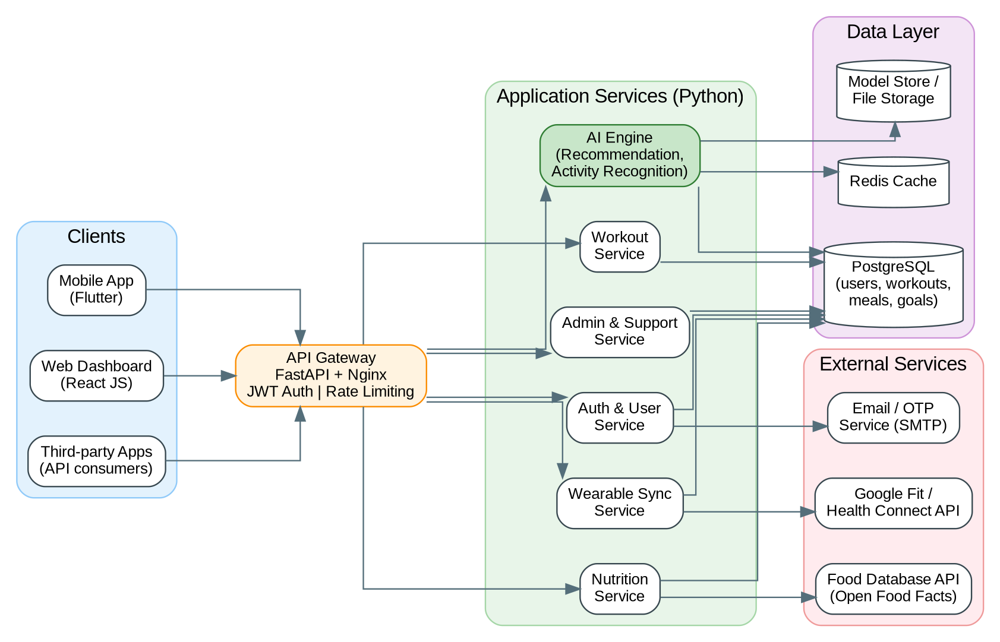 Clients
Mobile App
(Flutter)
Web Dashboard
(React JS)
Third-party Apps
(API consumers)
API Gateway
FastAPI + Nginx
JWT Auth | Rate Limiting
Application Services (Python)
AI Engine
(Recommendation,
Activity Recognition)
Workout
Service
Admin & Support
Service
Auth & User
Service
Wearable Sync
Service
Nutrition
Service
Data Layer
Model Store /
File Storage
Redis Cache
PostgreSQL
(users, workouts,
meals, goals)
External Services
Email / OTP
Service (SMTP)
Google Fit /
Health Connect API
Food Database API
(Open Food Facts)